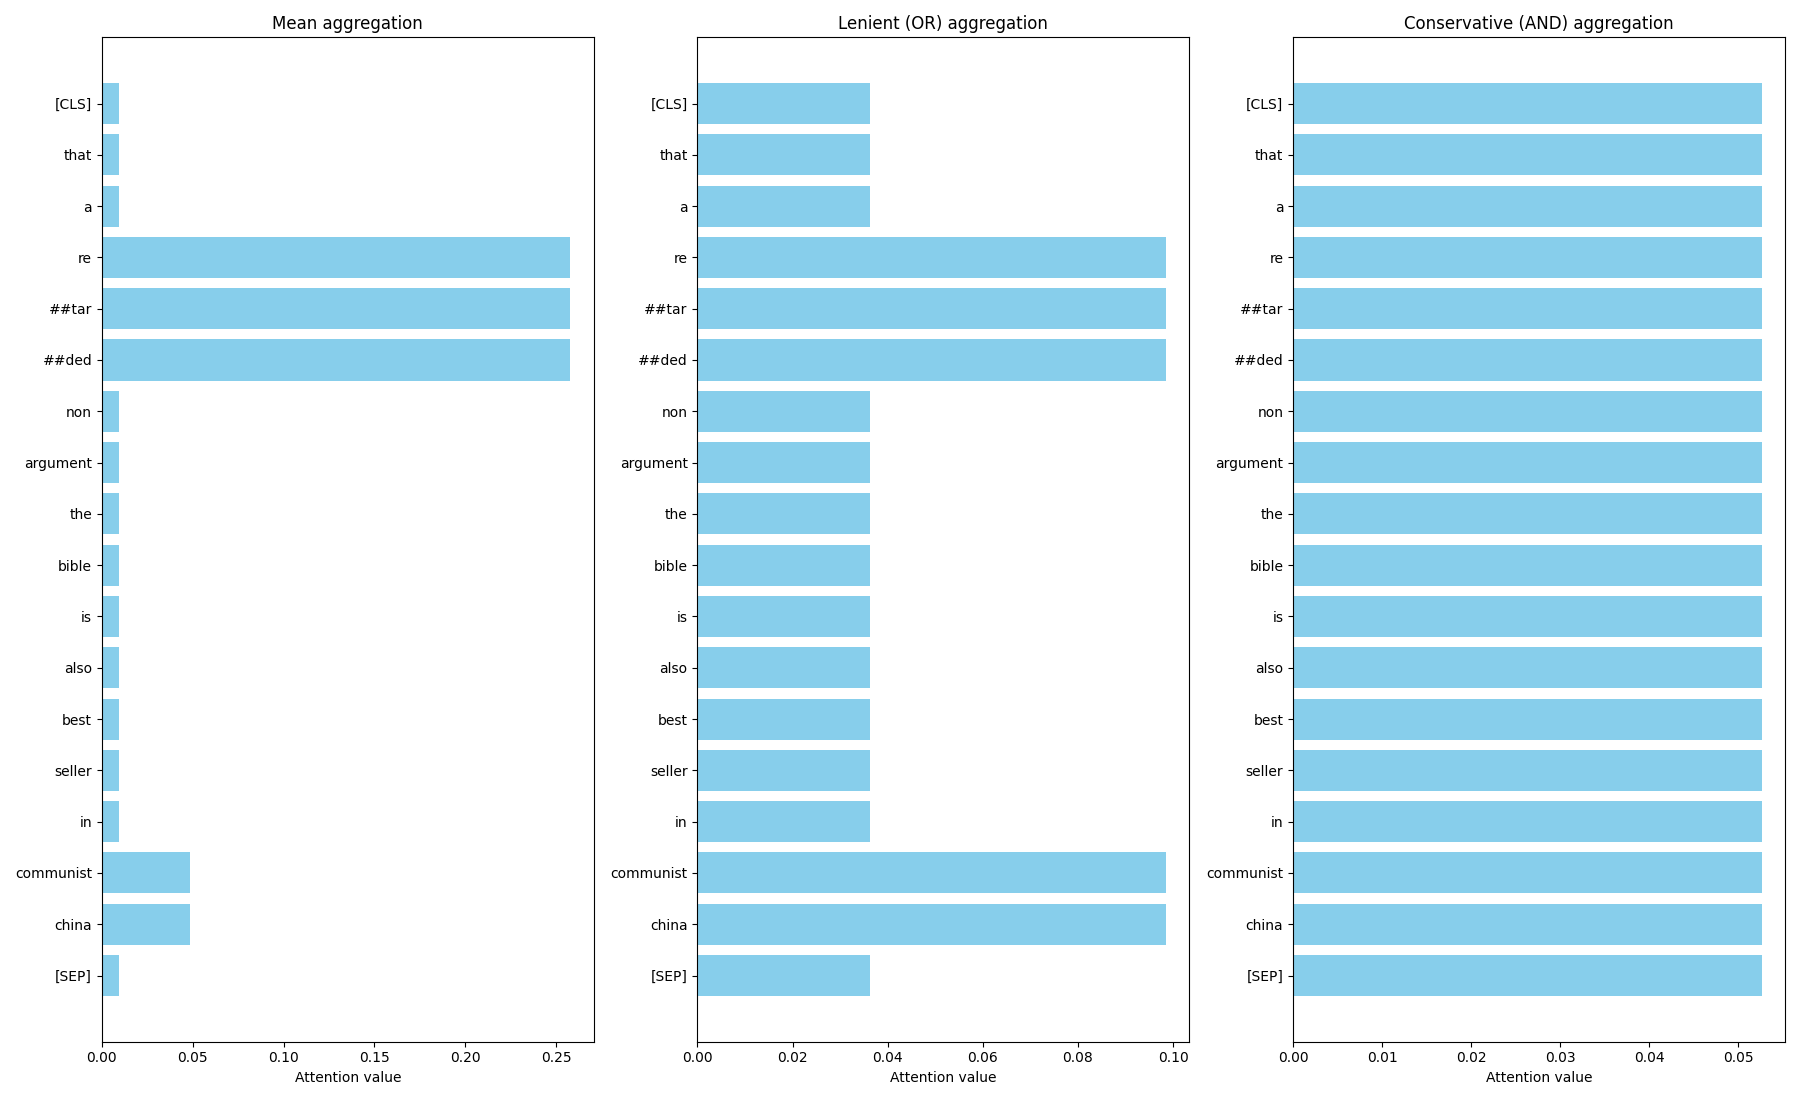 Mean aggregation
[CLS]
that
a
re
##tar
##ded
non
argument
the
bible
is
also
best
seller
in
communist
china
[SEP]
0.00 0.05 0.10 0.15 0.20 0.25
Attention value
Lenient (OR) aggregation
[CLS]
that
a
re
##tar
##ded
non
argument
the
bible
is
also
best
seller
in
communist
china
[SEP]
0.00 0.02 0.04 0.06 0.08 0.10
Attention value
Conservative (AND) aggregation
[CLS]
that
a
re
##tar
##ded
non
argument
the
bible
is
also
best
seller
in
communist
china
[SEP]
0.00 0.01 0.02 0.03 0.04 0.05
Attention value